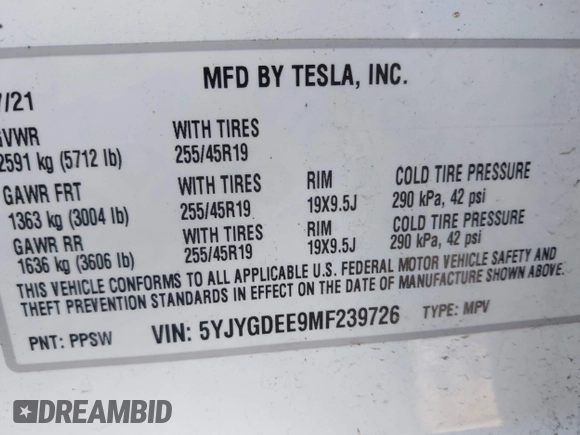 MFD BY TESLA, INC.
/21
GVWR WITH TIRES
2591 kg (5712 lb) 255/45R19
GAWR FRT WITH TIRES RIM COLD TIRE PRESSURE
1363 kg (3004 lb) 255/45R19 19X9.5J 290 kPa, 42 psi
GAWR RR WITH TIRES RIM COLD TIRE PRESSURE
1636 kg (3606 lb) 255/45R19 19X9.5J 290 kPa, 42 psi
THIS VEHICLE CONFORMS TO ALL APPLICABLE U.S. FEDERAL MOTOR VEHICLE SAFETY AND
THEFT PREVENTION STANDARDS IN EFFECT ON THE DATE OF MANUFACTURE SHOWN ABOVE.
PNT: PPSW VIN: 5YJYGDEE9MF239726 TYPE: MPV
DREAMBID